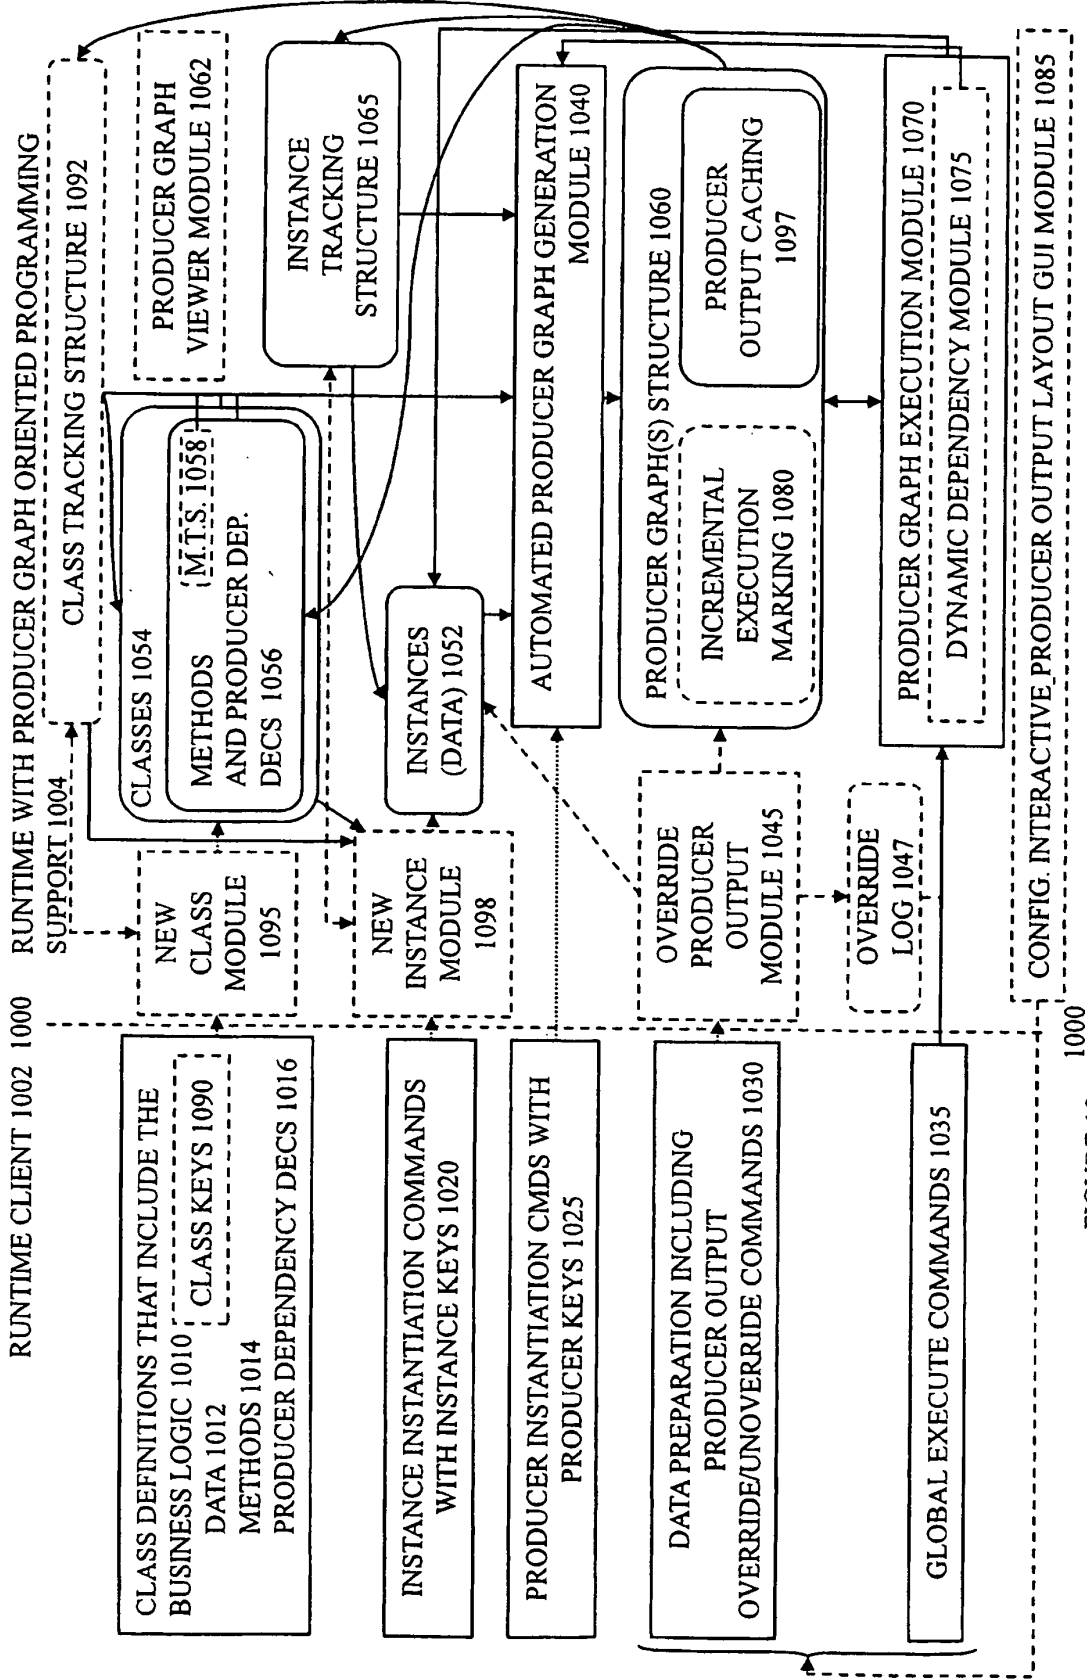 RUNTIME CLIENT 1002 1000
RUNTIME WITH PRODUCER GRAPH ORIENTED PROGRAMMING
SUPPORT 1004
CLASS DEFINITIONS THAT INCLUDE THE
BUSINESS LOGIC 1010
CLASS KEYS 1090
DATA 1012
METHODS 1014
PRODUCER DEPENDENCY DECS 1016
INSTANCE INSTANTIATION COMMANDS
WITH INSTANCE KEYS 1020
PRODUCER INSTANTIATION CMDS WITH
PRODUCER KEYS 1025
DATA PREPARATION INCLUDING
PRODUCER OUTPUT
OVERRIDE/UNOVERRIDE COMMANDS 1030
GLOBAL EXECUTE COMMANDS 1035
CLASS TRACKING STRUCTURE 1092
NEW
CLASS
MODULE
1095
CLASSES 1054
M.T.S. 1058
METHODS
AND PRODUCER DEP.
DECS 1056
PRODUCER GRAPH
VIEWER MODULE 1062
NEW
INSTANCE
MODULE
1098
INSTANCES
(DATA) 1052
INSTANCE
TRACKING
STRUCTURE 1065
AUTOMATED PRODUCER GRAPH GENERATION
MODULE 1040
OVERRIDE
PRODUCER
OUTPUT
MODULE 1045
PRODUCER GRAPH(S) STRUCTURE 1060
INCREMENTAL
EXECUTION
MARKING 1080
PRODUCER
OUTPUT CACHING
1097
OVERRIDE
LOG 1047
PRODUCER GRAPH EXECUTION MODULE 1070
DYNAMIC DEPENDENCY MODULE 1075
CONFIG. INTERACTIVE PRODUCER OUTPUT LAYOUT GUI MODULE 1085
1000